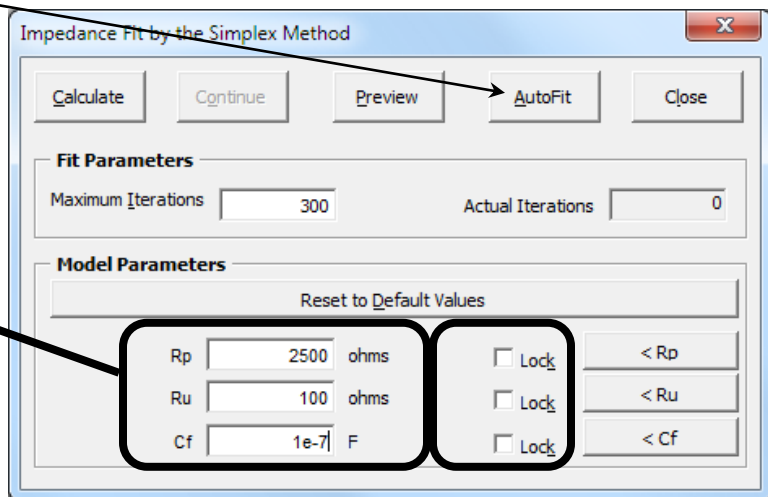 Impedance Fit by the Simplex Method
Calculate Continue Preview AutoFit Close
Fit Parameters
Maximum Iterations 300 Actual Iterations 0
Model Parameters
Reset to Default Values
Rp 2500 ohms Lock < Rp
Ru 100 ohms Lock < Ru
Cf 1e-7 F Lock < Cf